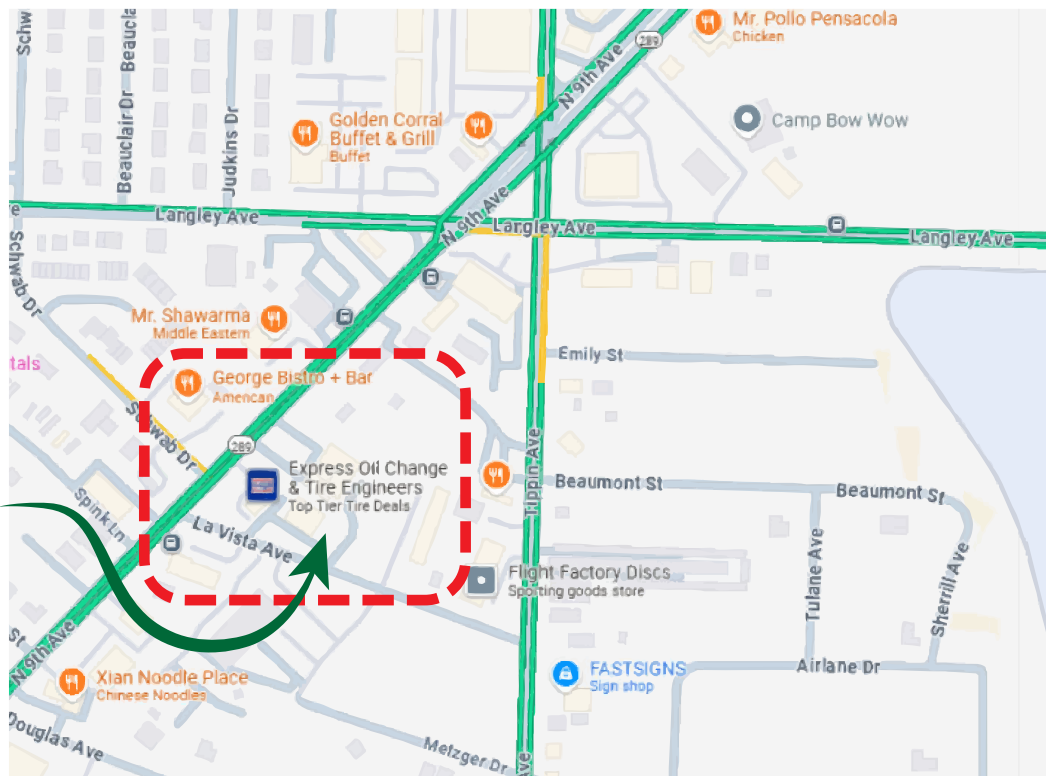 Schw
Beaucla
Beauclair Dr
Judkins Dr
Mr. Pollo Pensacola
Chicken
289
N 9th Ave
Golden Corral
Buffet & Grill
Buffet
Camp Bow Wow
Langley Ave
N 9th Ave
Langley Ave
Langley Ave
Schwab Dr
Mr. Shawarma
Middle Eastern
Emily St
tals
George Bistro + Bar
American
Schwab Dr
289
Express Oil Change
& Tire Engineers
Top Tier Tire Deals
Tippin Ave
Beaumont St
Beaumont St
Spink Ln
La Vista Ave
Tulane Ave
Sherrill Ave
Flight Factory Discs
Sporting goods store
St
N 9th Ave
Xian Noodle Place
Chinese Noodles
FASTSIGNS
Sign shop
Airlane Dr
Douglas Ave
Metzger Dr
Ave